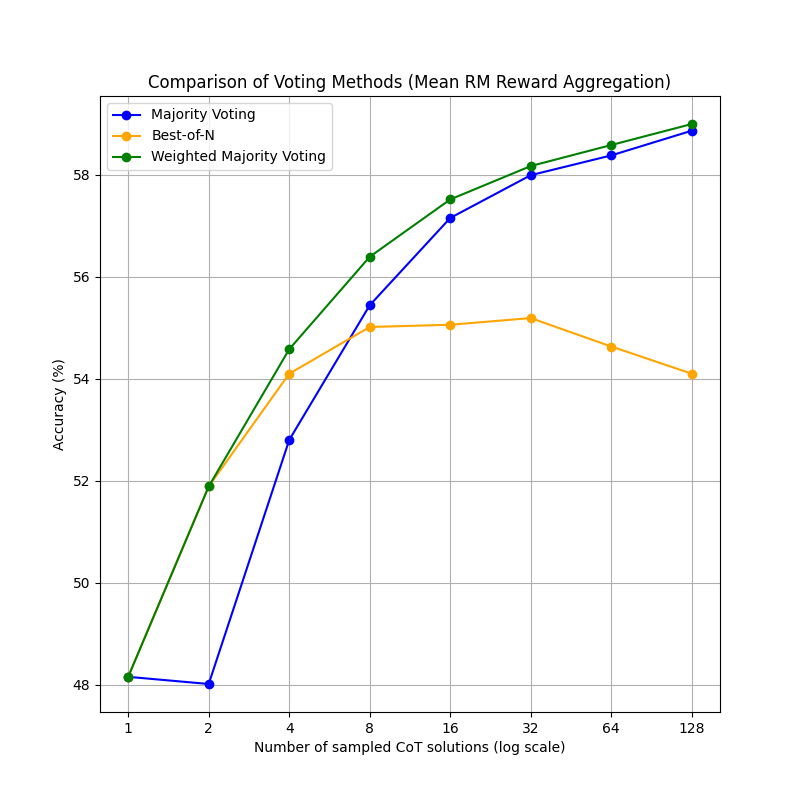 Comparison of Voting Methods (Mean RM Reward Aggregation)
Majority Voting
Best-of-N
Weighted Majority Voting
Accuracy (%)
58
56
54
52
50
48
1 2 4 8 16 32 64 128
Number of sampled CoT solutions (log scale)